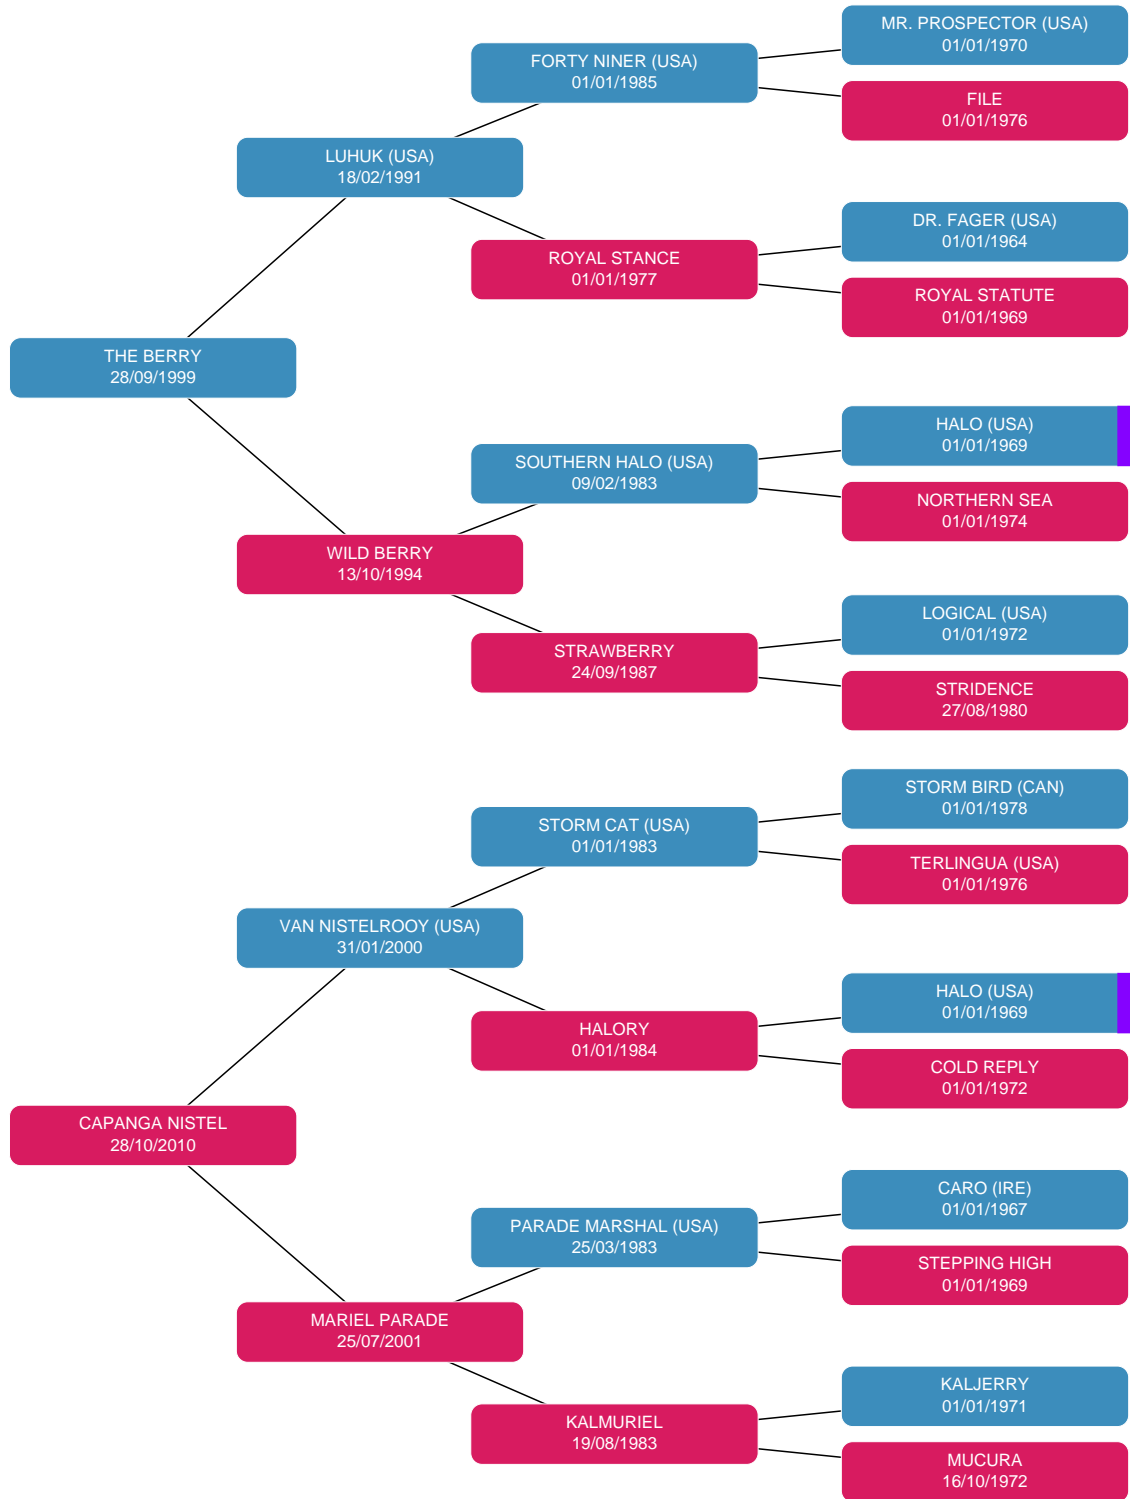 MR. PROSPECTOR (USA)
01/01/1970
FORTY NINER (USA)
01/01/1985
FILE
01/01/1976
LUHUK (USA)
18/02/1991
DR. FAGER (USA)
01/01/1964
ROYAL STANCE
01/01/1977
ROYAL STATUTE
01/01/1969
THE BERRY
28/09/1999
HALO (USA)
01/01/1969
SOUTHERN HALO (USA)
09/02/1983
NORTHERN SEA
01/01/1974
WILD BERRY
13/10/1994
LOGICAL (USA)
01/01/1972
STRAWBERRY
24/09/1987
STRIDENCE
27/08/1980
STORM BIRD (CAN)
01/01/1978
STORM CAT (USA)
01/01/1983
TERLINGUA (USA)
01/01/1976
VAN NISTELROOY (USA)
31/01/2000
HALO (USA)
01/01/1969
HALORY
01/01/1984
COLD REPLY
01/01/1972
CAPANGA NISTEL
28/10/2010
CARO (IRE)
01/01/1967
PARADE MARSHAL (USA)
25/03/1983
STEPPING HIGH
01/01/1969
MARIEL PARADE
25/07/2001
KALJERRY
01/01/1971
KALMURIEL
19/08/1983
MUCURA
16/10/1972